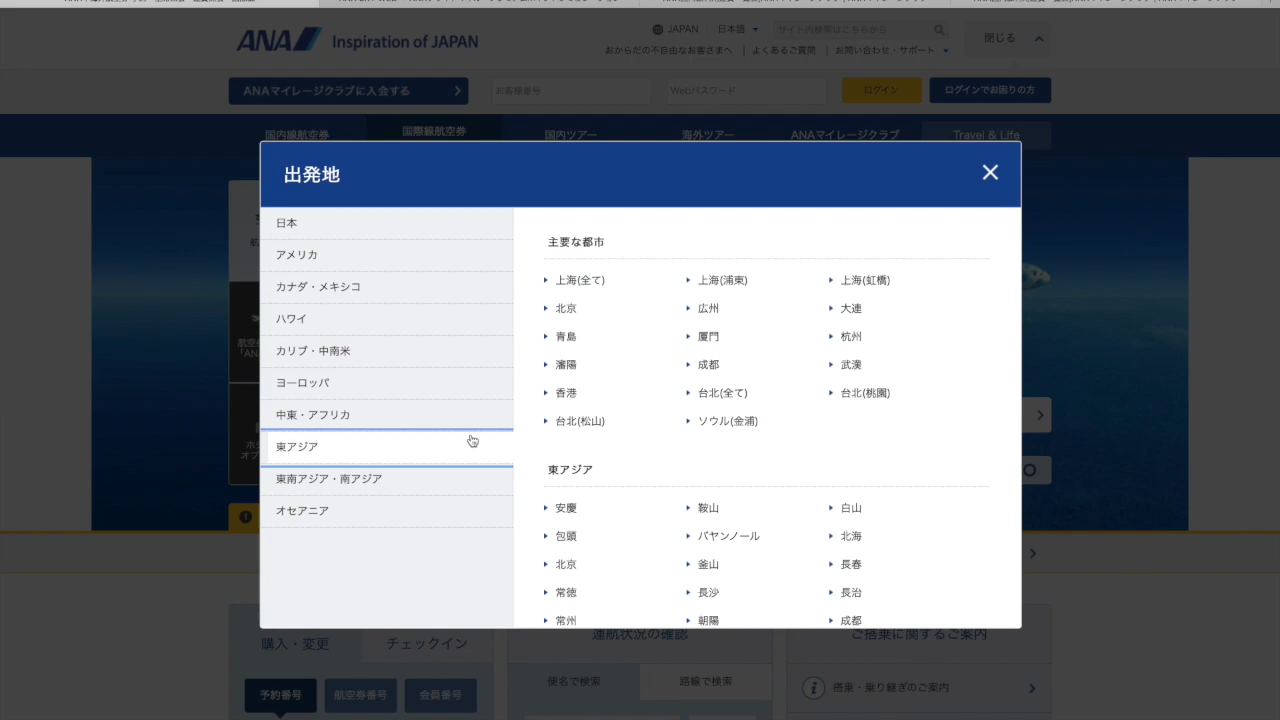 ANA Inspiration of JAPAN
JAPAN 日本語 サイト内検索はこちらから
閉じる
おからだの不自由なお客さまへ よくあるご質問 お問い合わせ・サポート
ANAマイレージクラブに入会する お客様番号 Webパスワード ログイン ログインでお困りの方
国内線航空券 国際線航空券 国内ツアー 海外ツアー ANAマイレージクラブ Travel & Life
出発地
日本
アメリカ
カナダ・メキシコ
ハワイ
カリブ・中南米
ヨーロッパ
中東・アフリカ
東アジア
東南アジア・南アジア
オセアニア
主要な都市
上海(全て) 上海(浦東) 上海(虹橋)
北京 広州 大連
青島 厦門 杭州
瀋陽 成都 武漢
香港 台北(全て) 台北(桃園)
台北(松山) ソウル(金浦)
東アジア
安慶 鞍山 白山
包頭 バヤンノール 北海
北京 釜山 長春
常徳 長沙 長治
常州 朝陽 成都
購入・変更 チェックイン
予約番号 航空券番号 会員番号
運航状況の確認
便名で検索 路線で検索
ご搭乗に関するご案内
搭乗・乗り継ぎのご案内